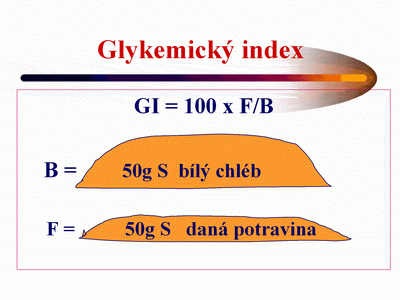 Glykemický index
GI = 100 x F/B
B = 50g S bílý chléb
F = 50g S daná potravina